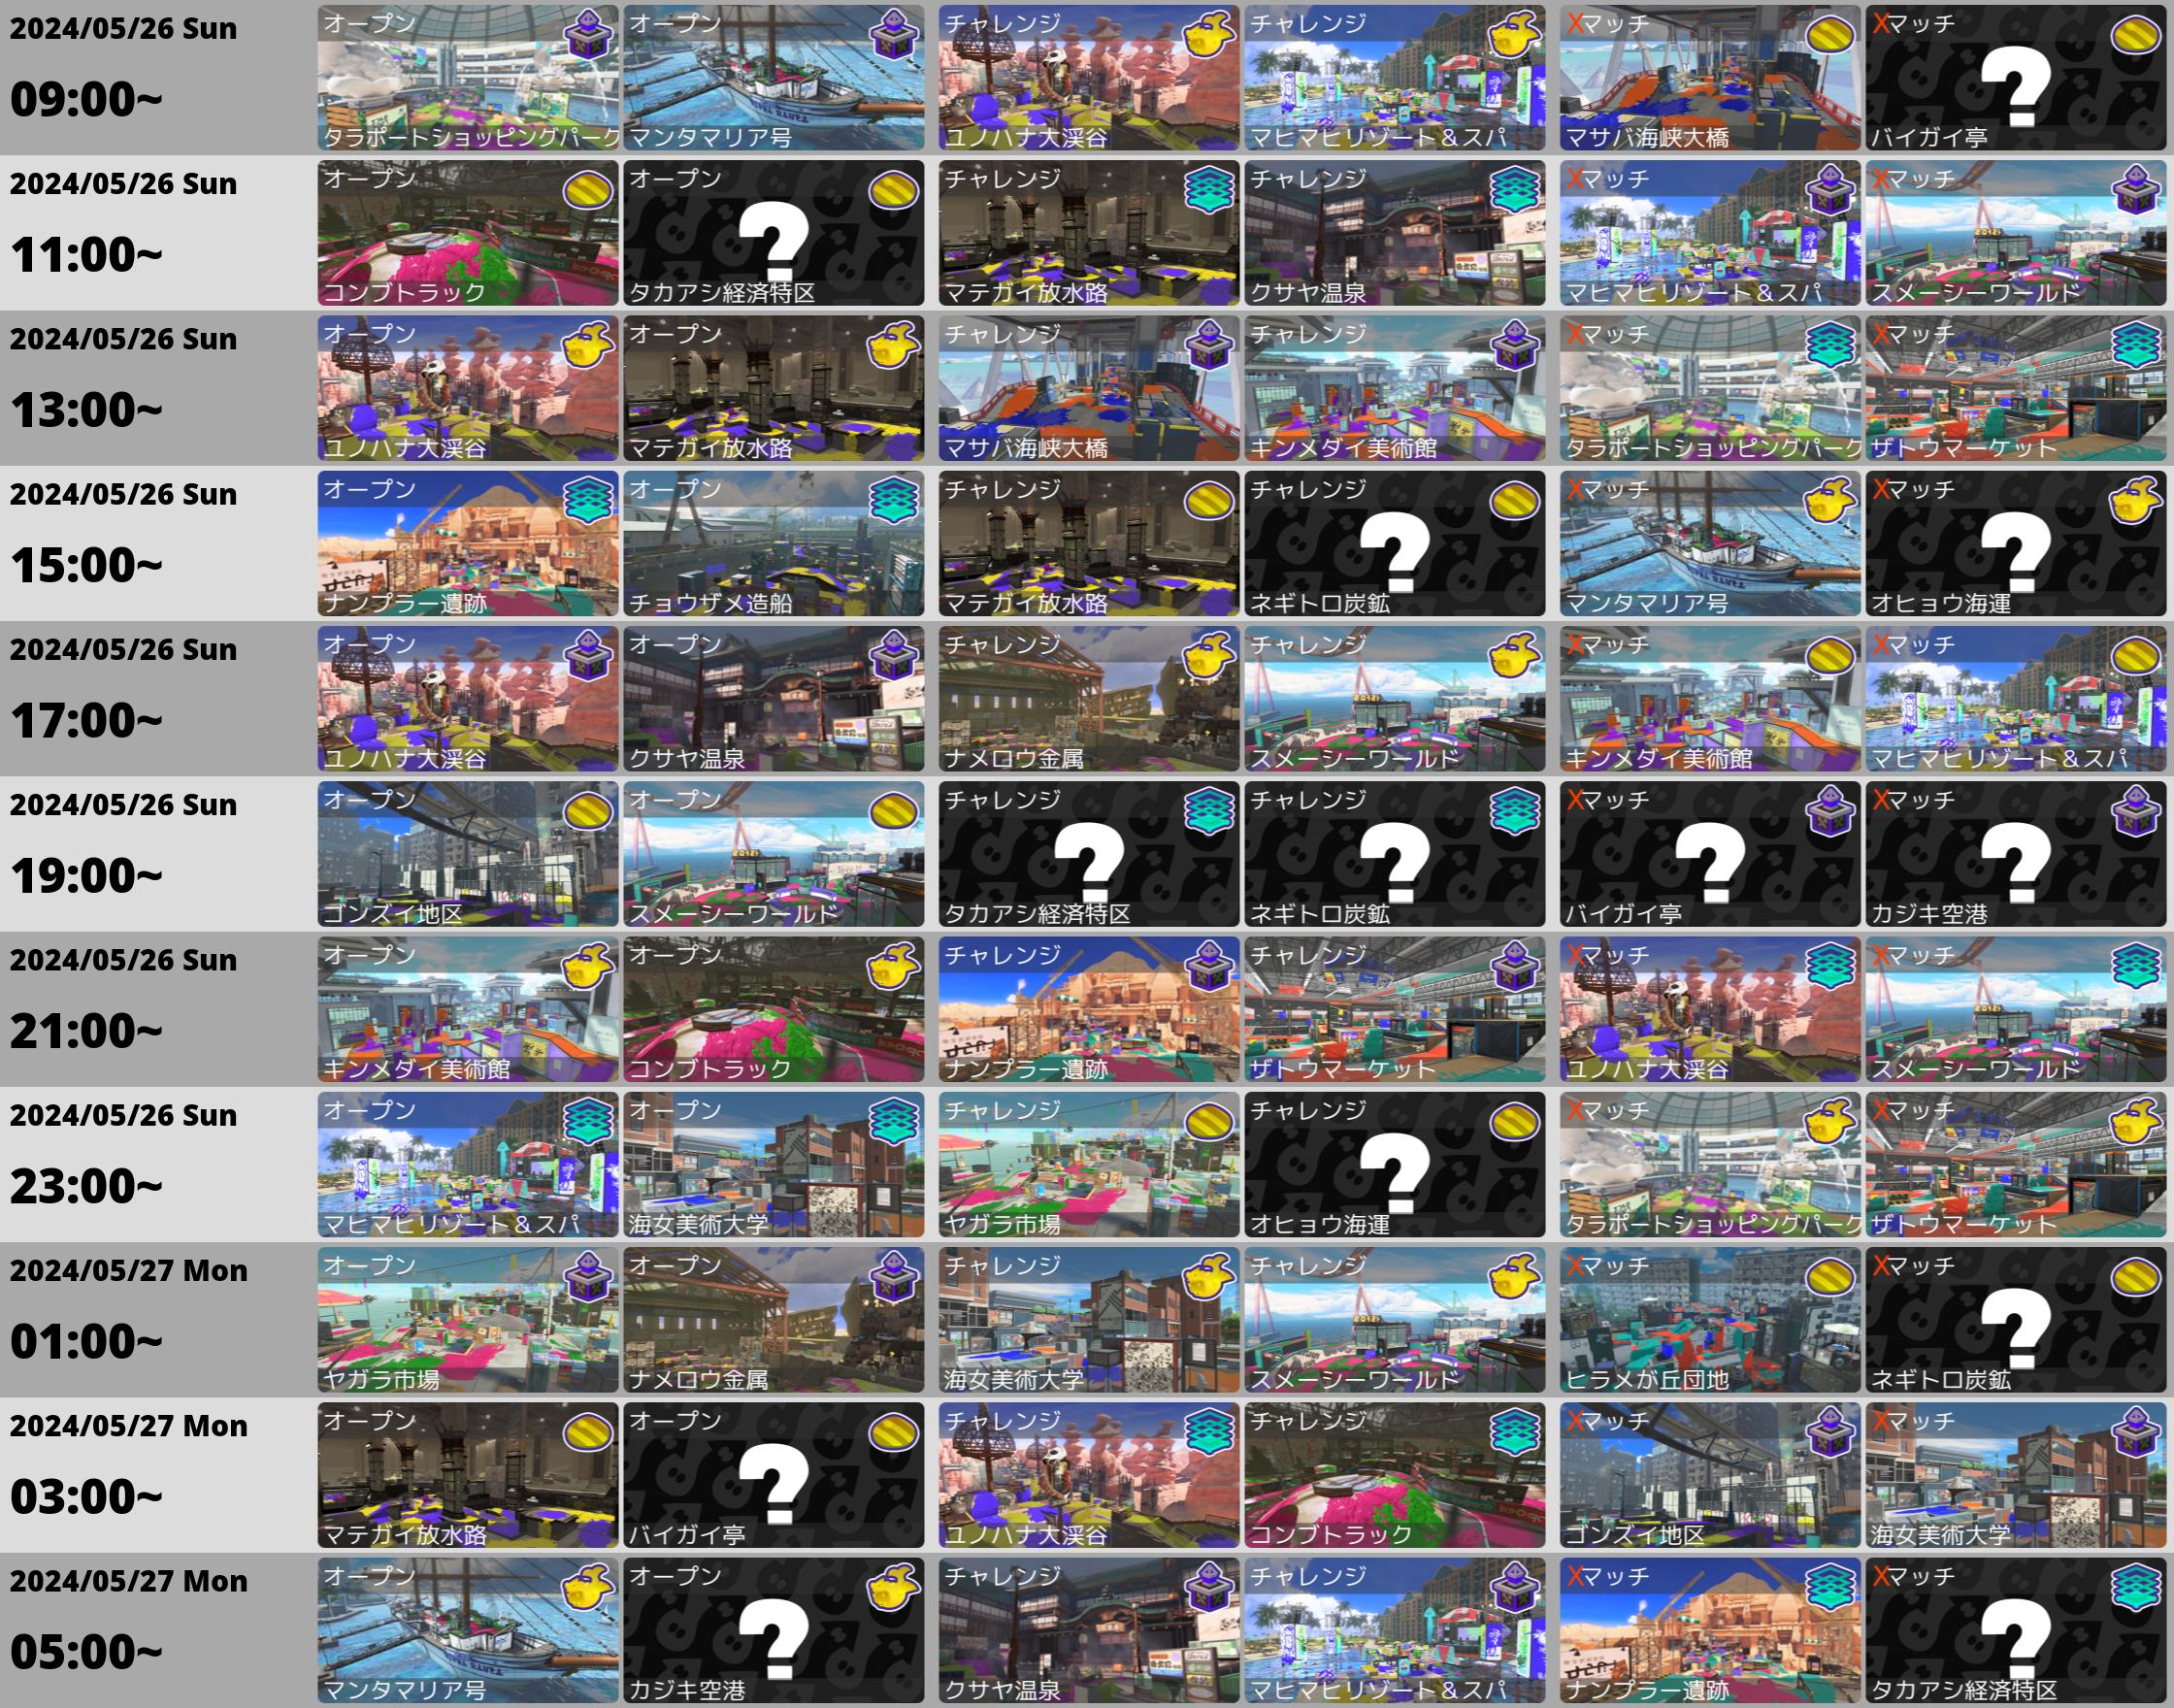 2024/05/26 Sun
09:00~
オープン
タラポートショッピングパーク
オープン
マンタマリア号
チャレンジ
ユノハナ大渓谷
チャレンジ
マヒマヒリゾート&スパ
Xマッチ
マサバ海峡大橋
Xマッチ
バイガイ亭
2024/05/26 Sun
11:00~
オープン
コンブトラック
オープン
タカアシ経済特区
チャレンジ
マテガイ放水路
チャレンジ
クサヤ温泉
Xマッチ
マヒマヒリゾート&スパ
Xマッチ
スメーシーワールド
2024/05/26 Sun
13:00~
オープン
ユノハナ大渓谷
オープン
マテガイ放水路
チャレンジ
マサバ海峡大橋
チャレンジ
キンメダイ美術館
Xマッチ
タラポートショッピングパーク
Xマッチ
ザトウマーケット
2024/05/26 Sun
15:00~
オープン
ナンプラー遺跡
オープン
チョウザメ造船
チャレンジ
マテガイ放水路
チャレンジ
ネギトロ炭鉱
Xマッチ
マンタマリア号
Xマッチ
オヒョウ海運
2024/05/26 Sun
17:00~
オープン
ユノハナ大渓谷
オープン
クサヤ温泉
チャレンジ
ナメロウ金属
チャレンジ
スメーシーワールド
Xマッチ
キンメダイ美術館
Xマッチ
マヒマヒリゾート&スパ
2024/05/26 Sun
19:00~
オープン
ゴンズイ地区
オープン
スメーシーワールド
チャレンジ
タカアシ経済特区
チャレンジ
ネギトロ炭鉱
Xマッチ
バイガイ亭
Xマッチ
カジキ空港
2024/05/26 Sun
21:00~
オープン
キンメダイ美術館
オープン
コンブトラック
チャレンジ
ナンプラー遺跡
チャレンジ
ザトウマーケット
Xマッチ
ユノハナ大渓谷
Xマッチ
スメーシーワールド
2024/05/26 Sun
23:00~
オープン
マヒマヒリゾート&スパ
オープン
海女美術大学
チャレンジ
ヤガラ市場
チャレンジ
オヒョウ海運
Xマッチ
タラポートショッピングパーク
Xマッチ
ザトウマーケット
2024/05/27 Mon
01:00~
オープン
ヤガラ市場
オープン
ナメロウ金属
チャレンジ
海女美術大学
チャレンジ
スメーシーワールド
Xマッチ
ヒラメが丘団地
Xマッチ
ネギトロ炭鉱
2024/05/27 Mon
03:00~
オープン
マテガイ放水路
オープン
バイガイ亭
チャレンジ
ユノハナ大渓谷
チャレンジ
コンブトラック
Xマッチ
ゴンズイ地区
Xマッチ
海女美術大学
2024/05/27 Mon
05:00~
オープン
マンタマリア号
オープン
カジキ空港
チャレンジ
クサヤ温泉
チャレンジ
マヒマヒリゾート&スパ
Xマッチ
ナンプラー遺跡
Xマッチ
タカアシ経済特区